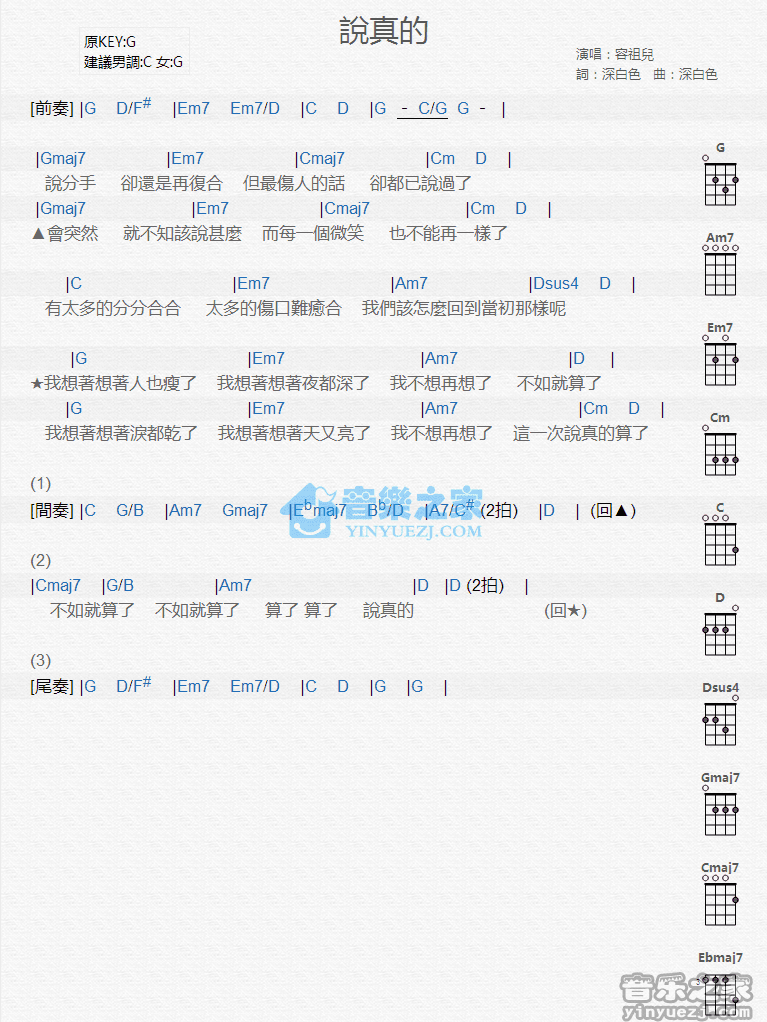 說真的
原KEY:G
建議男調:C 女:G
演唱：容祖兒
詞：深白色　曲：深白色
[前奏] |G D/F# |Em7 Em7/D |C D |G - C/G G - |
|Gmaj7 |Em7 |Cmaj7 |Cm D |
說分手 卻還是再復合 但最傷人的話 卻都已說過了
|Gmaj7 |Em7 |Cmaj7 |Cm D |
▲會突然 就不知該說甚麼 而每一個微笑 也不能再一樣了
|C |Em7 |Am7 |Dsus4 D |
有太多的分分合合 太多的傷口難癒合 我們該怎麼回到當初那樣呢
|G |Em7 |Am7 |D |
★我想著想著人也瘦了 我想著想著夜都深了 我不想再想了 不如就算了
|G |Em7 |Am7 |Cm D |
我想著想著淚都乾了 我想著想著天又亮了 我不想再想了 這一次說真的算了
(1)
[間奏] |C G/B |Am7 Gmaj7 |Ebmaj7 Bb/D |A7/C# (2拍) |D | (回▲)
音樂之家
YINYUEZJ.COM
(2)
|Cmaj7 |G/B |Am7 |D |D (2拍) |
不如就算了 不如就算了 算了 算了 說真的 (回★)
(3)
[尾奏] |G D/F# |Em7 Em7/D |C D |G |G |
G
Am7
Em7
Cm
C
D
Dsus4
Gmaj7
Cmaj7
Ebmaj7
3
音乐之家
yinyuezj.com